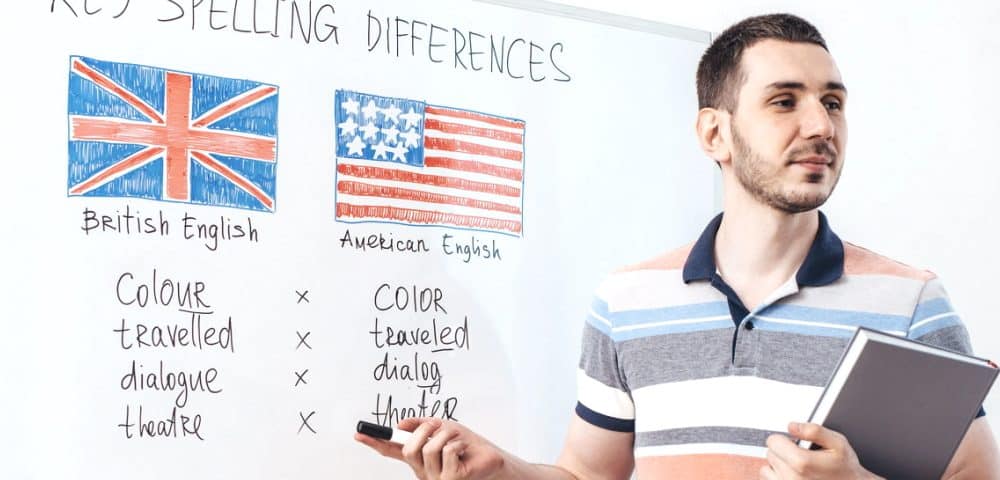 KEY SPELLING DIFFERENCES
British English
American English
Colour x COLOR
travelled x traveled
dialogue x dialog
theatre x theater